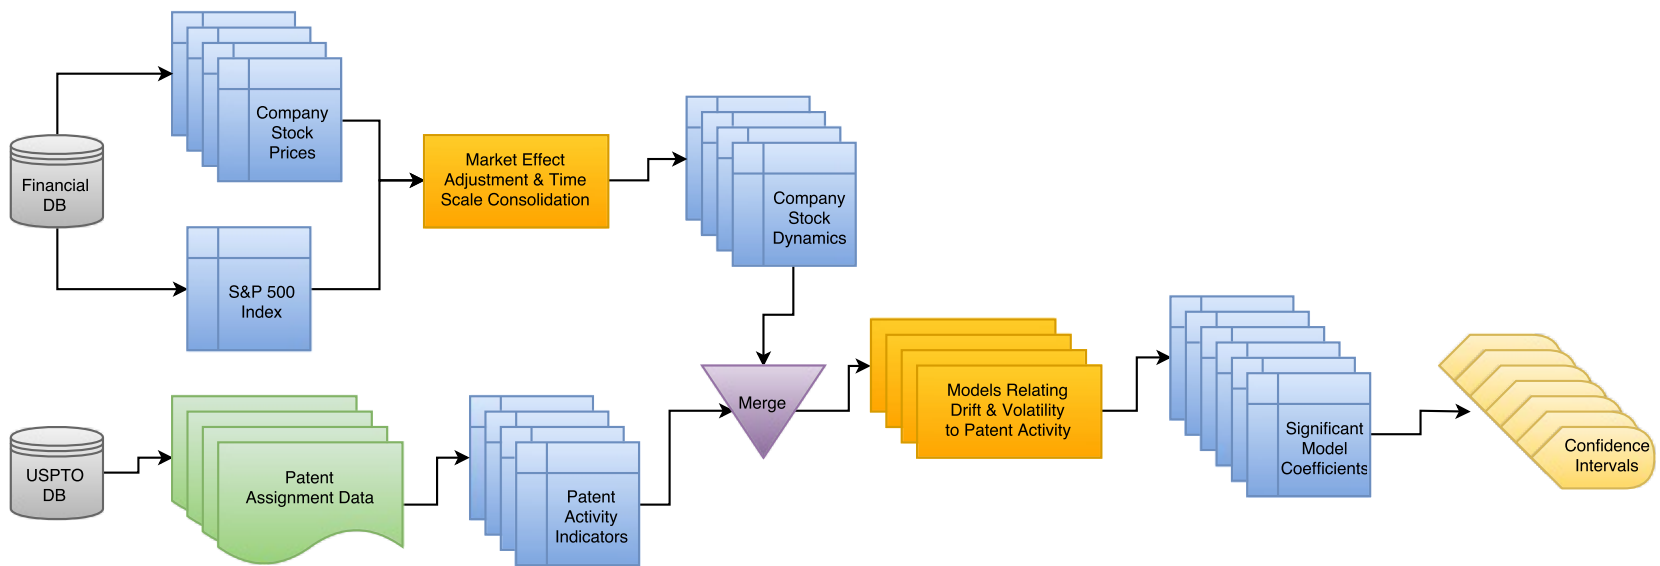 Company
Stock
Prices
Financial
DB
Market Effect
Adjustment & Time
Scale Consolidation
Company
Stock
Dynamics
S&P 500
Index
Merge
Models Relating
Drift & Volatility
to Patent Activity
Significant
Model
Coefficients
Confidence
Intervals
USPTO
DB
Patent
Assignment Data
Patent
Activity
Indicators